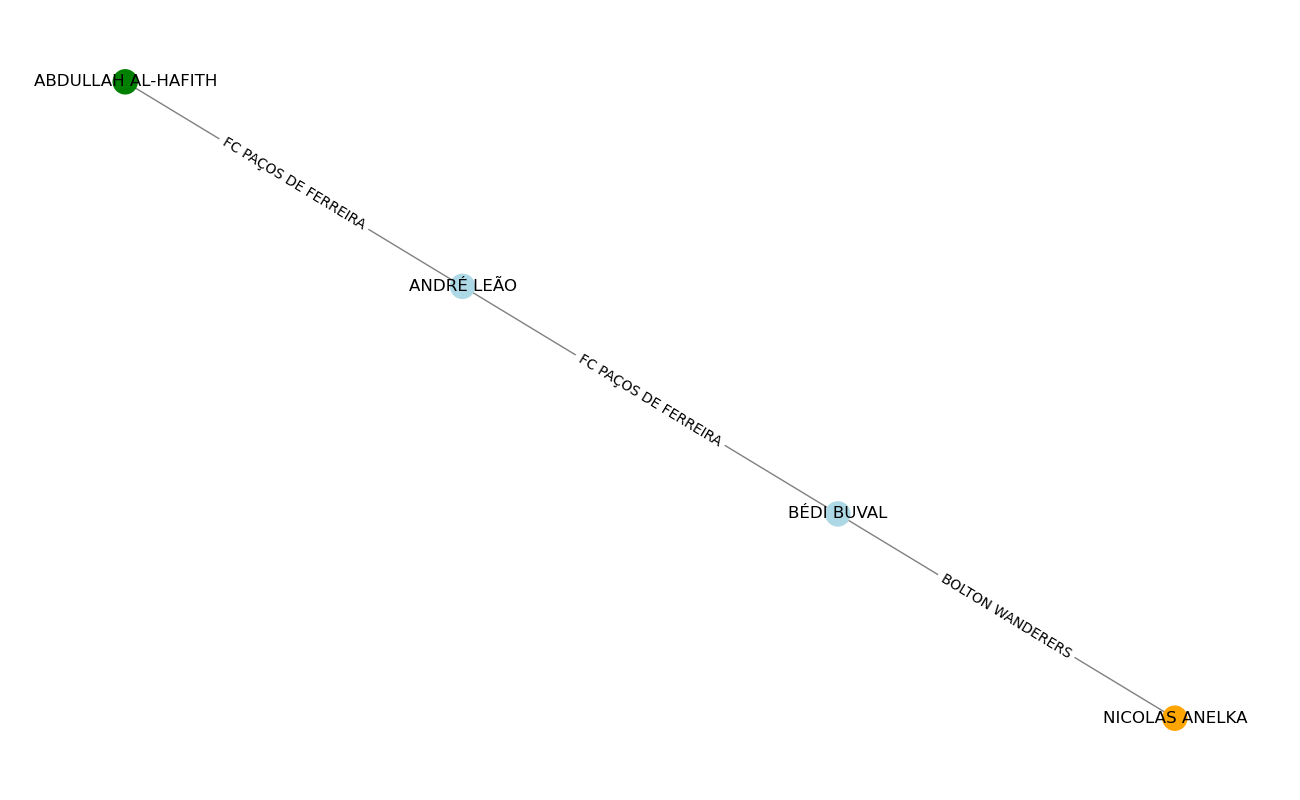 ABDULLAH AL-HAFITH
FC PAÇOS DE FERREIRA
ANDRÉ LEÃO
FC PAÇOS DE FERREIRA
BÉDI BUVAL
BOLTON WANDERERS
NICOLAS ANELKA